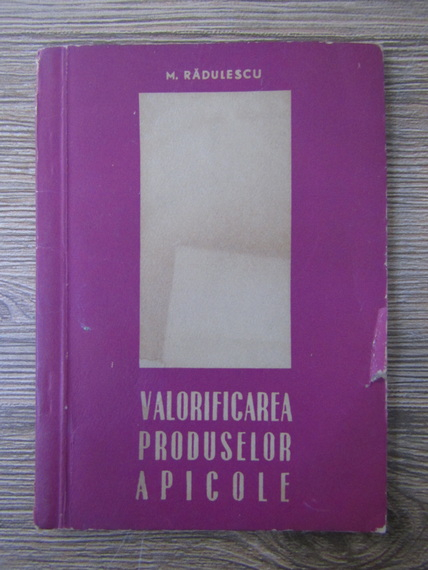 M. RĂDULESCU
VALORIFICAREA
PRODUSELOR
APICOLE